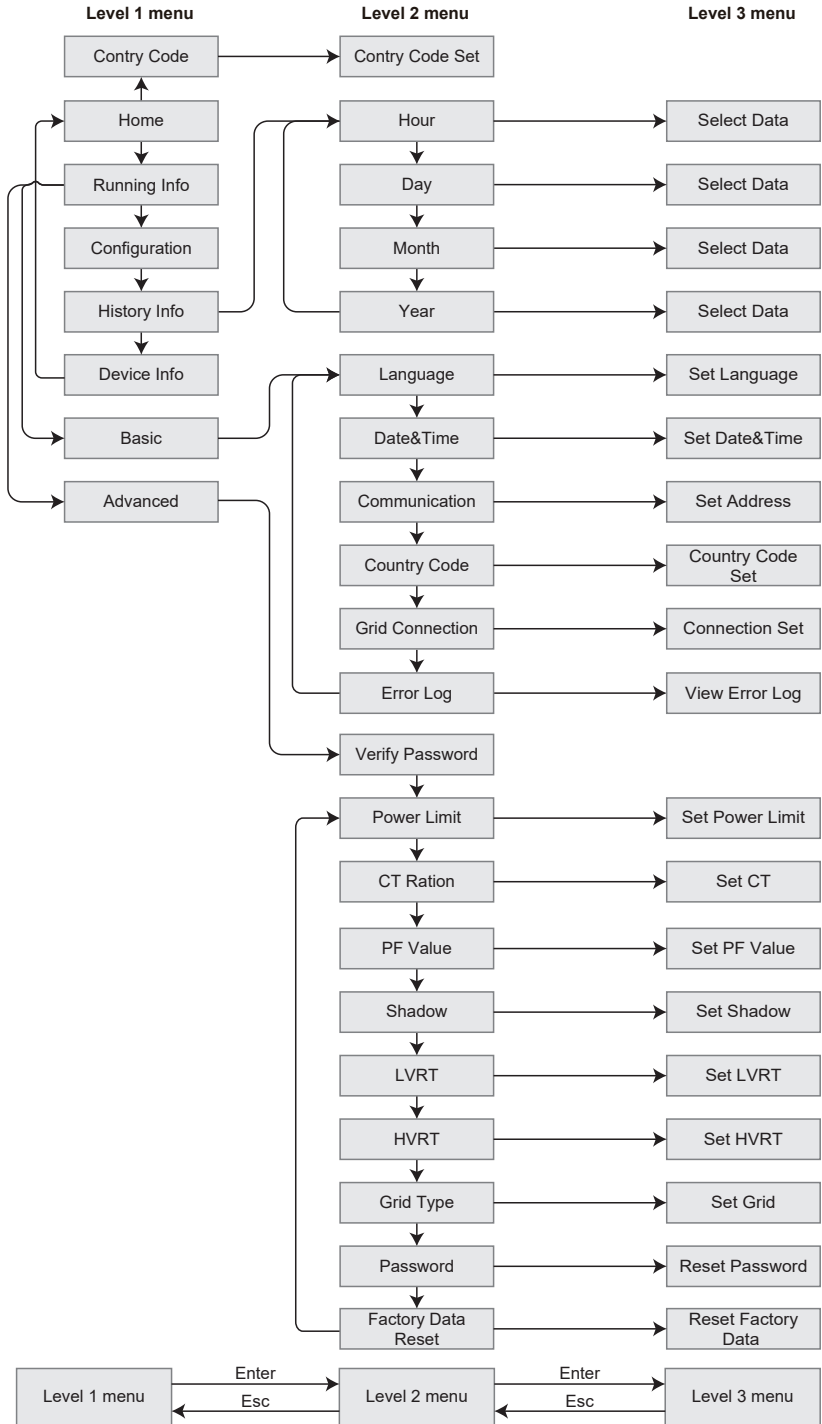 Level 1 menu Level 2 menu Level 3 menu
Contry Code Contry Code Set
Home Hour Select Data
Running Info Day Select Data
Configuration Month Select Data
History Info Year Select Data
Device Info Language Set Language
Basic Date&Time Set Date&Time
Advanced Communication Set Address
Country Code Country Code
Set
Grid Connection Connection Set
Error Log View Error Log
Verify Password
Power Limit Set Power Limit
CT Ration Set CT
PF Value Set PF Value
Shadow Set Shadow
LVRT Set LVRT
HVRT Set HVRT
Grid Type Set Grid
Password Reset Password
Factory Data Reset Factory
Reset Data
Enter Enter
Level 1 menu Level 2 menu Level 3 menu
Esc Esc